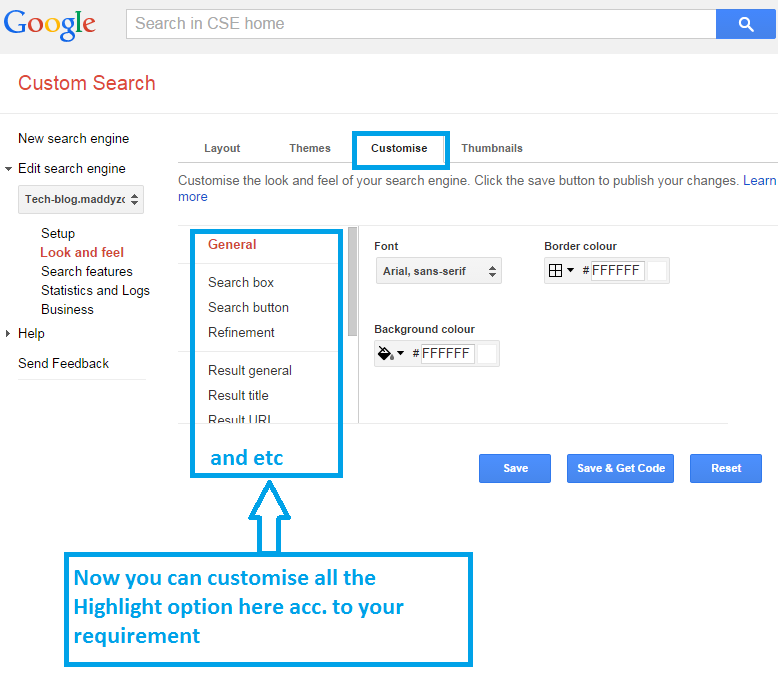 Google
Search in CSE home
Custom Search
New search engine
Edit search engine
Tech-blog.maddyzo
Setup
Look and feel
Search features
Statistics and Logs
Business
Help
Send Feedback
Layout Themes Customise Thumbnails
Customise the look and feel of your search engine. Click the save button to publish your changes. Learn
more
General
Search box
Search button
Refinement
Result general
Result title
Result URL
and etc
Font
Arial, sans-serif
Border colour
# FFFFFF
Background colour
# FFFFFF
Save Save & Get Code Reset
Now you can customise all the
Highlight option here acc. to your
requirement